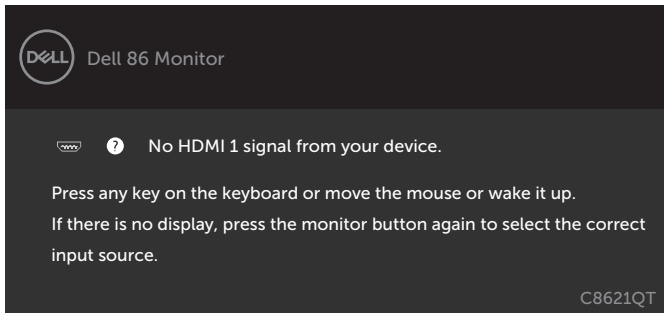 DELL
Dell 86 Monitor
? No HDMI 1 signal from your device.
Press any key on the keyboard or move the mouse or wake it up.
If there is no display, press the monitor button again to select the correct
input source.
C8621QT